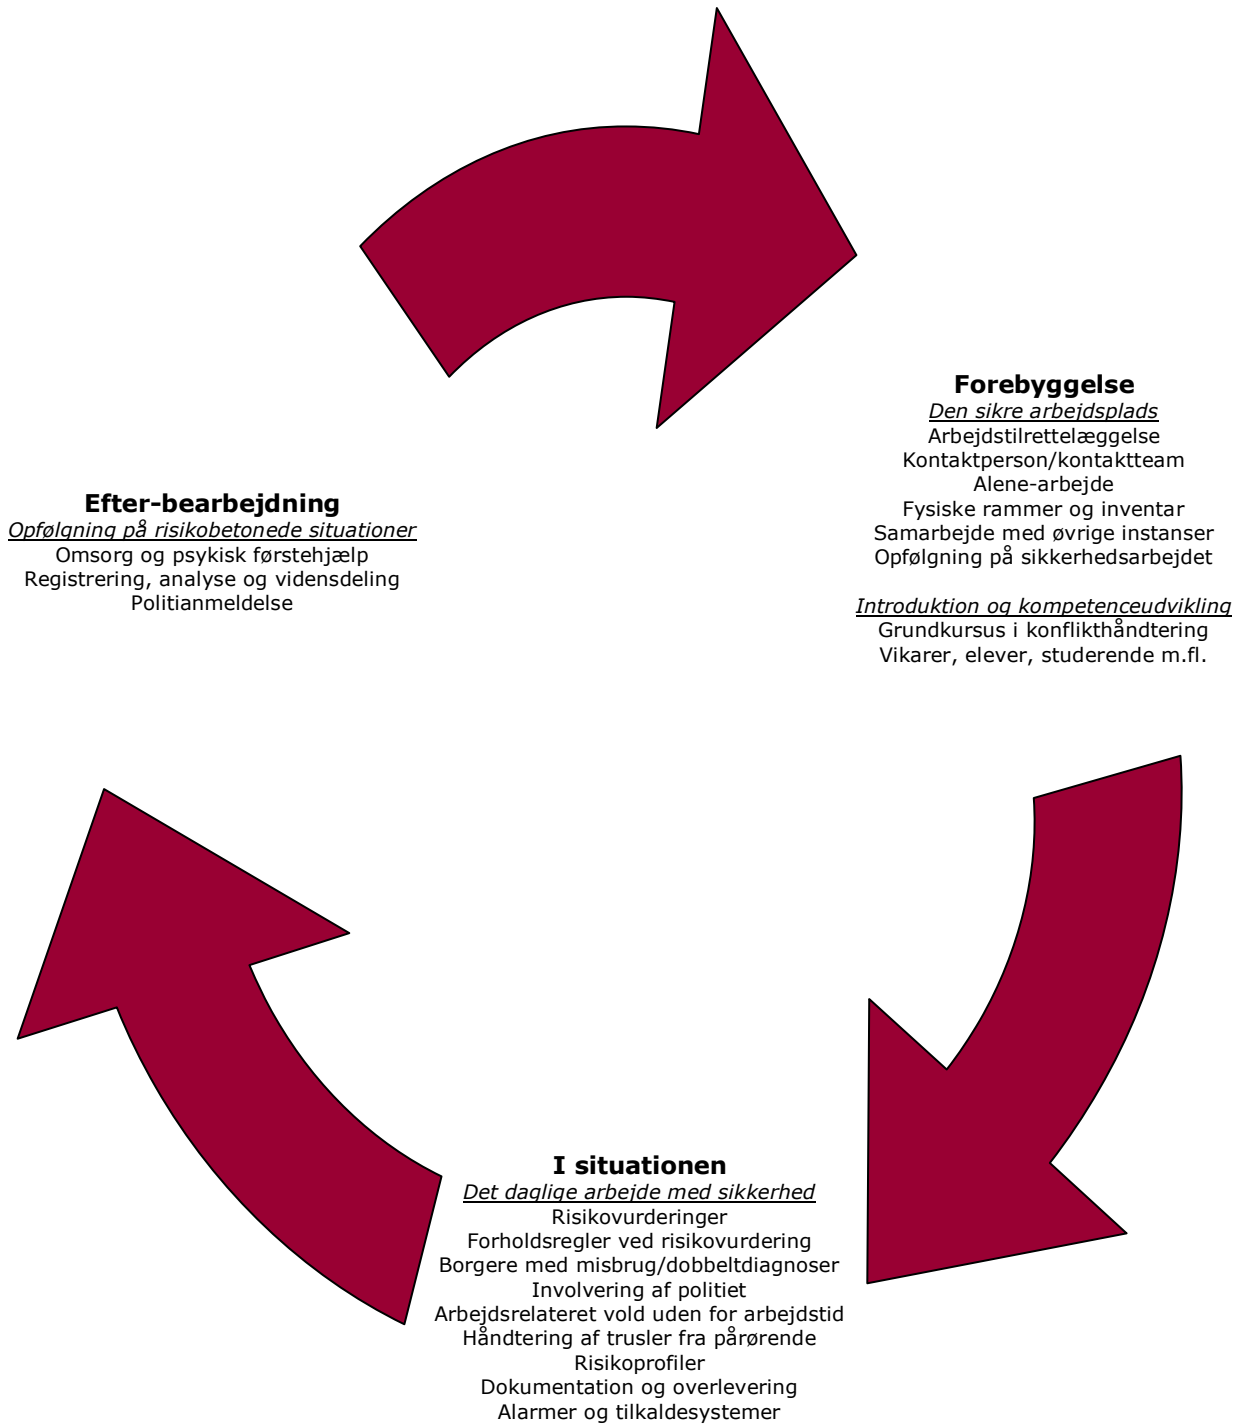 Forebyggelse
Den sikre arbejdsplads
Arbejdstilrettelæggelse
Kontaktperson/kontaktteam
Alene-arbejde
Fysiske rammer og inventar
Samarbejde med øvrige instanser
Opfølgning på sikkerhedsarbejdet
Introduktion og kompetenceudvikling
Grundkursus i konflikthåndtering
Vikarer, elever, studerende m.fl.
I situationen
Det daglige arbejde med sikkerhed
Risikovurderinger
Forholdsregler ved risikovurdering
Borgere med misbrug/dobbeltdiagnoser
Involvering af politiet
Arbejdsrelateret vold uden for arbejdstid
Håndtering af trusler fra pårørende
Risikoprofiler
Dokumentation og overlevering
Alarmer og tilkaldesystemer
Efter-bearbejdning
Opfølgning på risikobetonede situationer
Omsorg og psykisk førstehjælp
Registrering, analyse og vidensdeling
Politianmeldelse